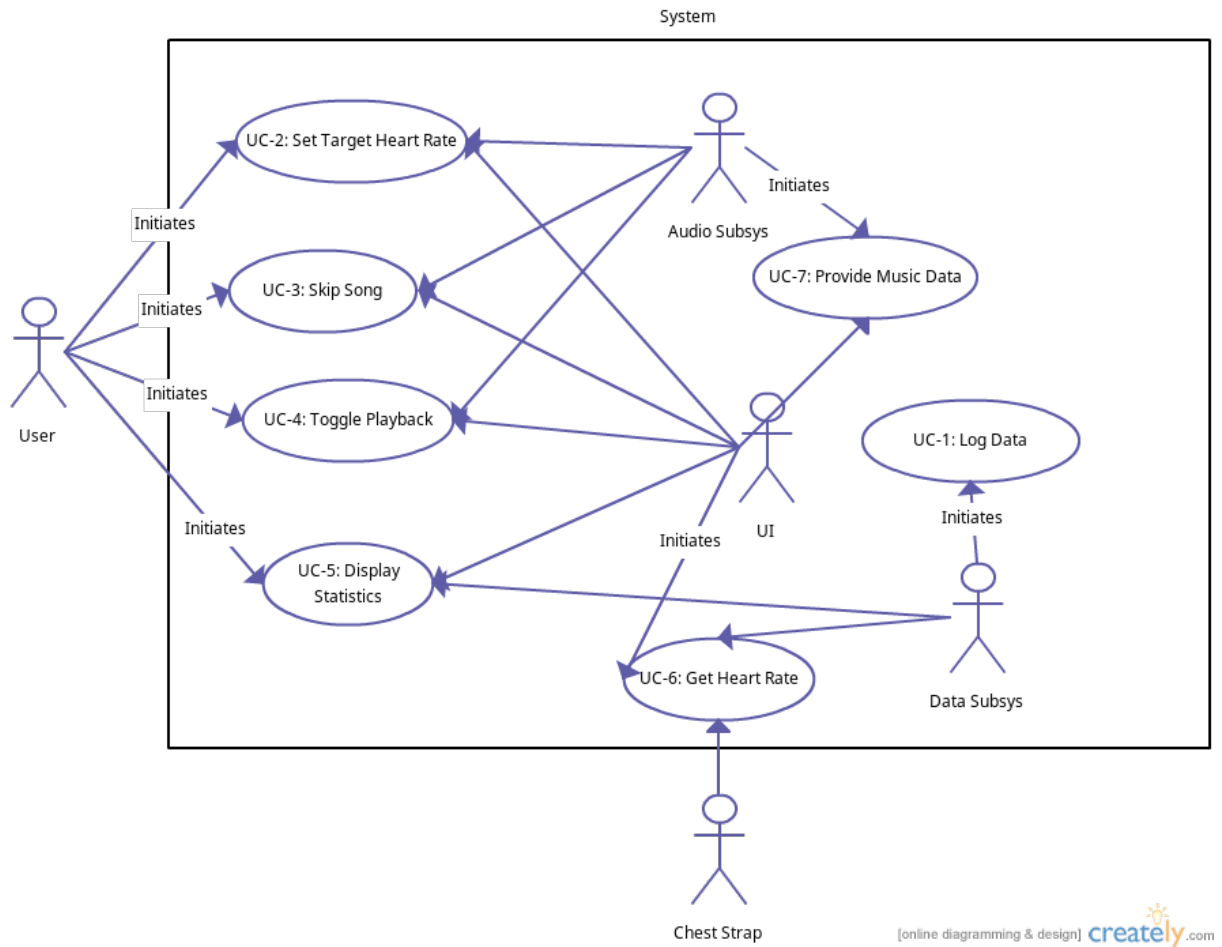 System
UC-2: Set Target Heart Rate
Initiates
Audio Subsys
Initiates
UC-7: Provide Music Data
UC-3: Skip Song
Initiates
User
Initiates
UC-4: Toggle Playback
UC-1: Log Data
UI
Initiates
Initiates
Initiates
UC-5: Display
Statistics
UC-6: Get Heart Rate
Data Subsys
Chest Strap
[online diagramming & design] creately.com